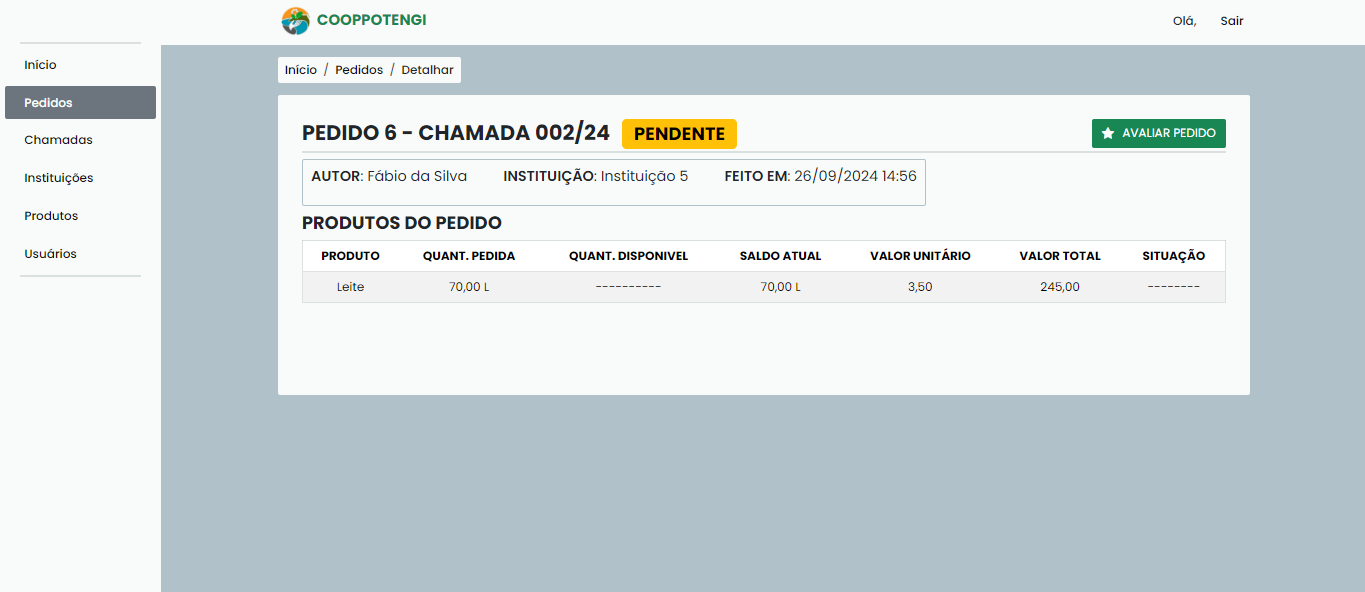 COOPPOTENGI
Olá, Sair
Início
Pedidos
Chamadas
Instituições
Produtos
Usuários
Início / Pedidos / Detalhar
PEDIDO 6 - CHAMADA 002/24 PENDENTE
AVALIAR PEDIDO
AUTOR: Fábio da Silva INSTITUIÇÃO: Instituição 5 FEITO EM: 26/09/2024 14:56
PRODUTOS DO PEDIDO
PRODUTO QUANT. PEDIDA QUANT. DISPONIVEL SALDO ATUAL VALOR UNITÁRIO VALOR TOTAL SITUAÇÃO
Leite 70,00 L ---------- 70,00 L 3,50 245,00 --------